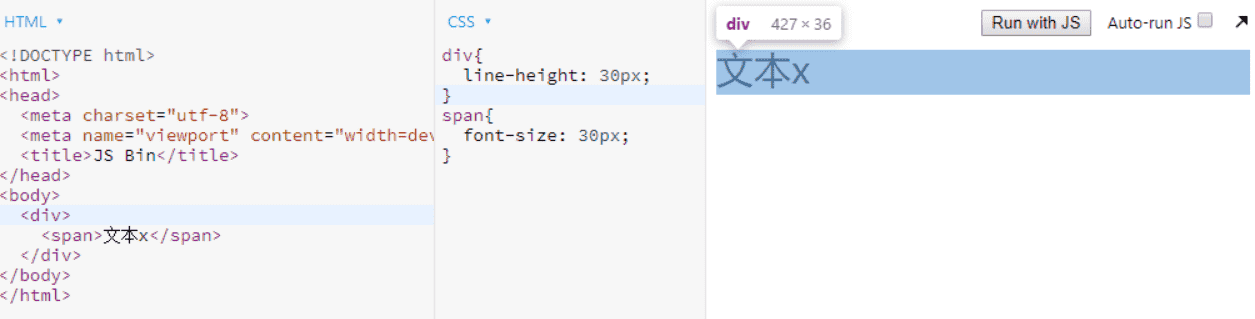 HTML ▾
<!DOCTYPE html>
<html>
<head>
<meta charset="utf-8">
<meta name="viewport" content="width=dev
<title>JS Bin</title>
</head>
<body>
<div>
<span>文本x</span>
</div>
</body>
</html>
CSS ▾
div{
line-height: 30px;
}
span{
font-size: 30px;
}
div 427 × 36
Run with JS
Auto-run JS
文本x